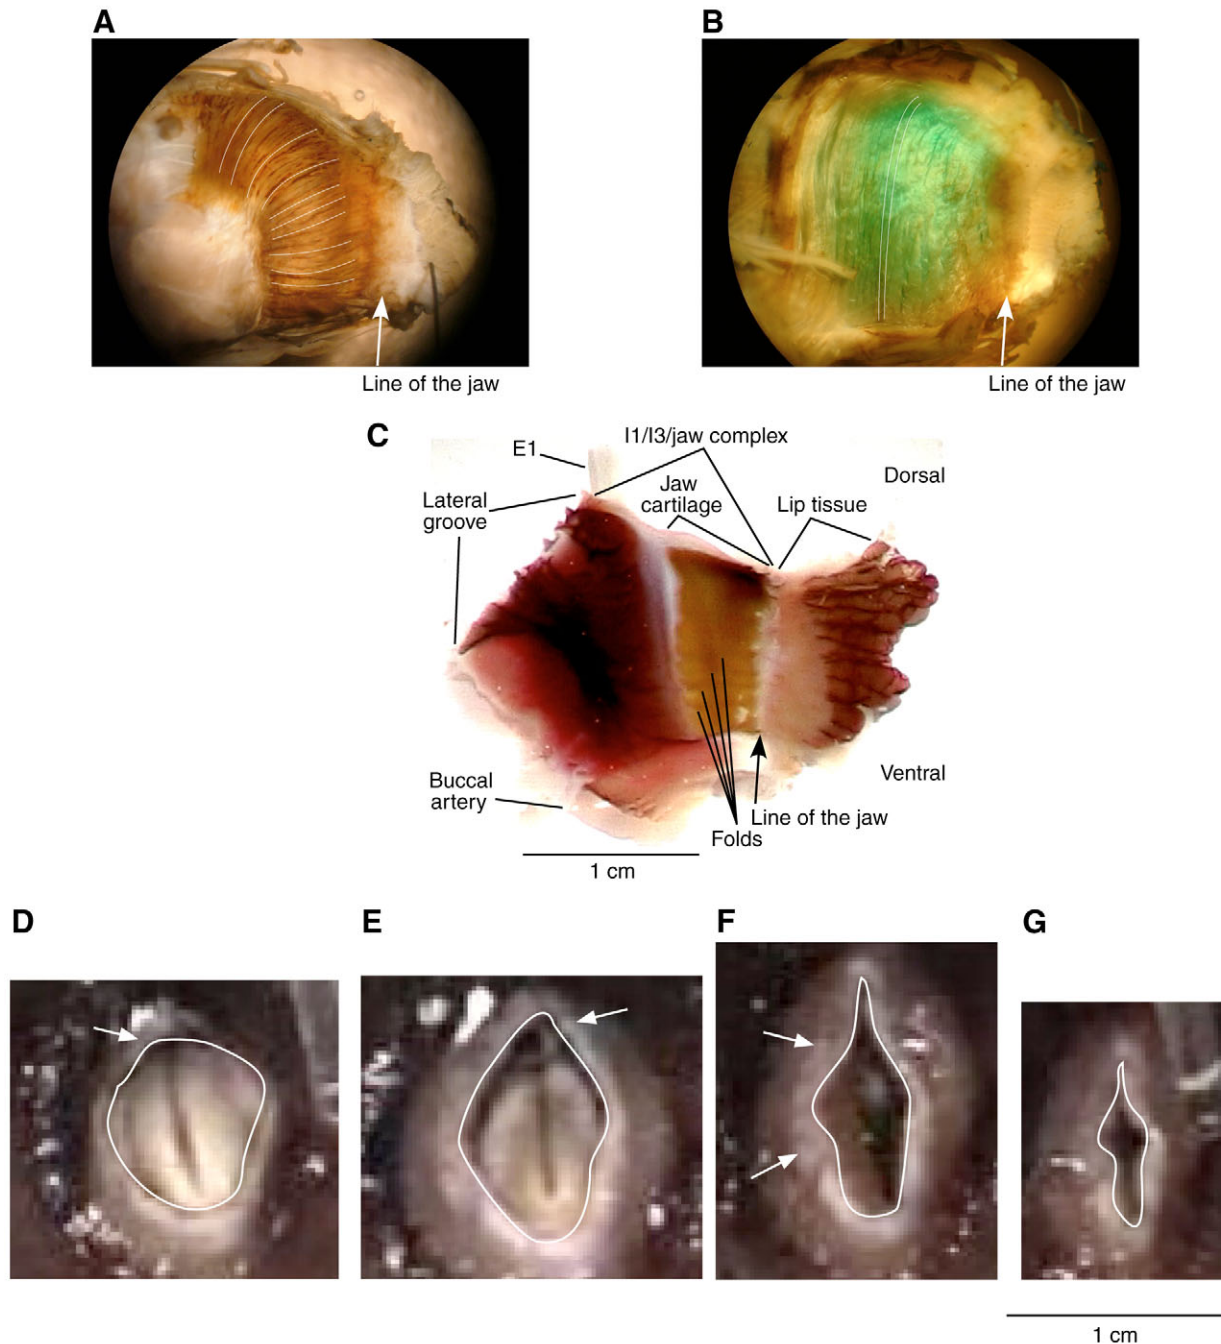 A
B
Line of the jaw
Line of the jaw
C
E1
I1/I3/jaw complex
Dorsal
Lateral
groove
Jaw
cartilage
Lip tissue
Buccal
artery
Ventral
Line of the jaw
Folds
1 cm
D
E
F
G
1 cm